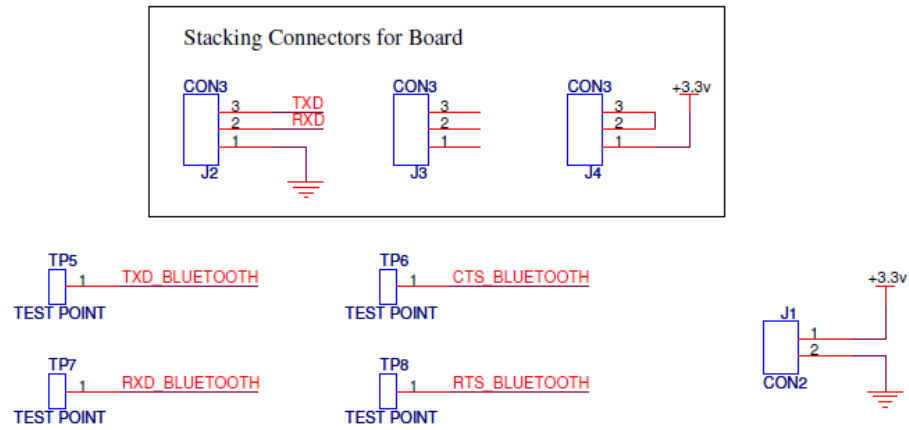 Stacking Connectors for Board
CON3 CON3 CON3 +3.3v
3 TXD 3 3
2 RXD 2 2
1 1 1
J2 J3 J4
TP5 TP6
1 TXD_BLUETOOTH 1 CTS_BLUETOOTH
TEST POINT TEST POINT
+3.3v
J1
1
2
CON2
TP7 TP8
1 RXD_BLUETOOTH 1 RTS_BLUETOOTH
TEST POINT TEST POINT